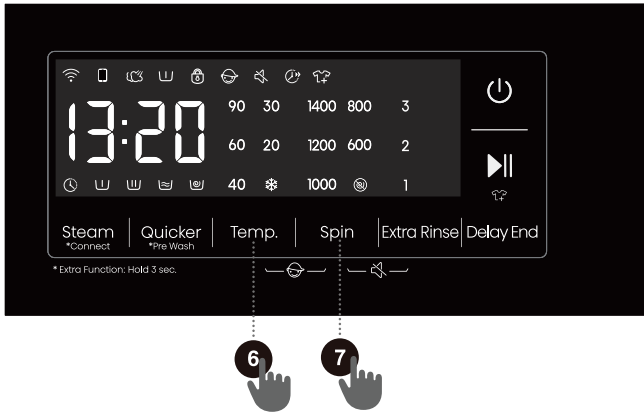 90 30 1400 800 3
13:20
60 20 1200 600 2
40 1000 1
Steam Quicker Temp. Spin Extra Rinse Delay End
*Connect *Pre Wash
* Extra Function: Hold 3 sec.
6 7